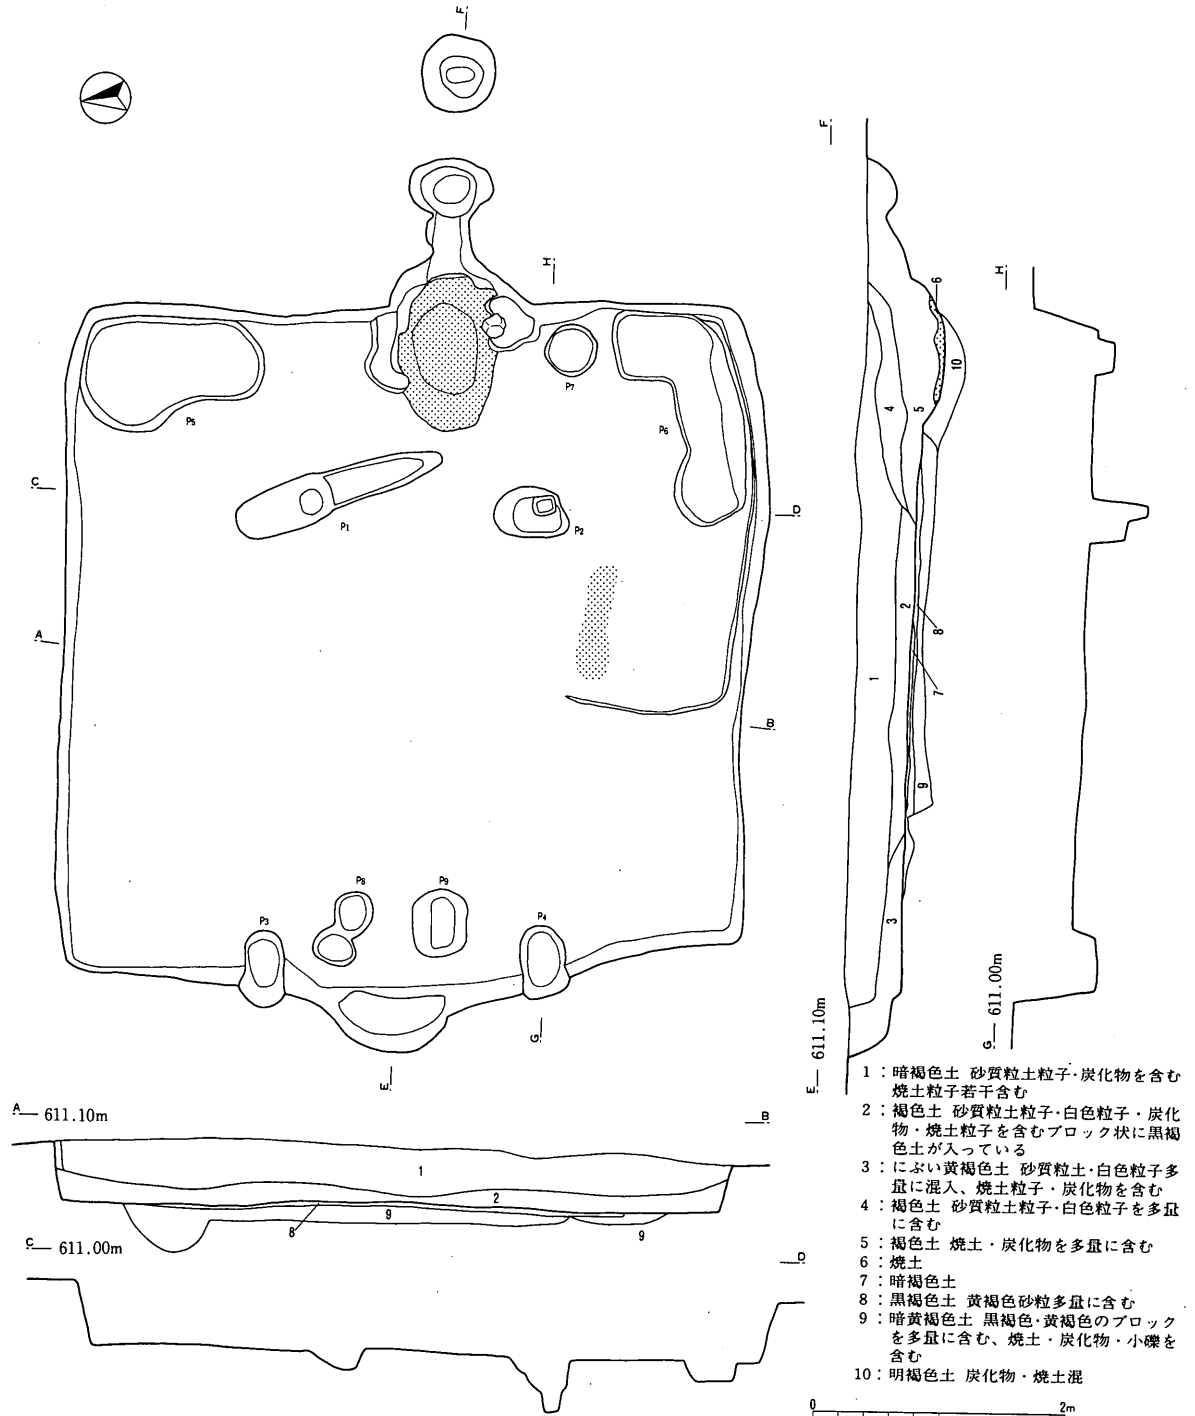 F
F
H
H
6
10
4
5
P7
P5
P6
C
D
P1
P2
2
8
A
1
7
B
9
P8
P9
P3
P4
3
G
E
E— 611.10m
G— 611.00m
A— 611.10m
B
1
2
9
8
9
C— 611.00m
D
1：暗褐色土 砂質粒土粒子・炭化物を含む
焼土粒子若干含む
2：褐色土 砂質粒土粒子・白色粒子・炭化
物・焼土粒子を含むブロック状に黒褐
色土が入っている
3：にぶい黄褐色土 砂質粒土・白色粒子多
量に混入、焼土粒子・炭化物を含む
4：褐色土 砂質粒土粒子・白色粒子を多量
に含む
5：褐色土 焼土・炭化物を多量に含む
6：焼土
7：暗褐色土
8：黒褐色土 黄褐色砂粒多量に含む
9：暗黄褐色土 黒褐色・黄褐色のブロック
を多量に含む、焼土・炭化物・小礫を
含む
10：明褐色土 炭化物・焼土混
0 2m